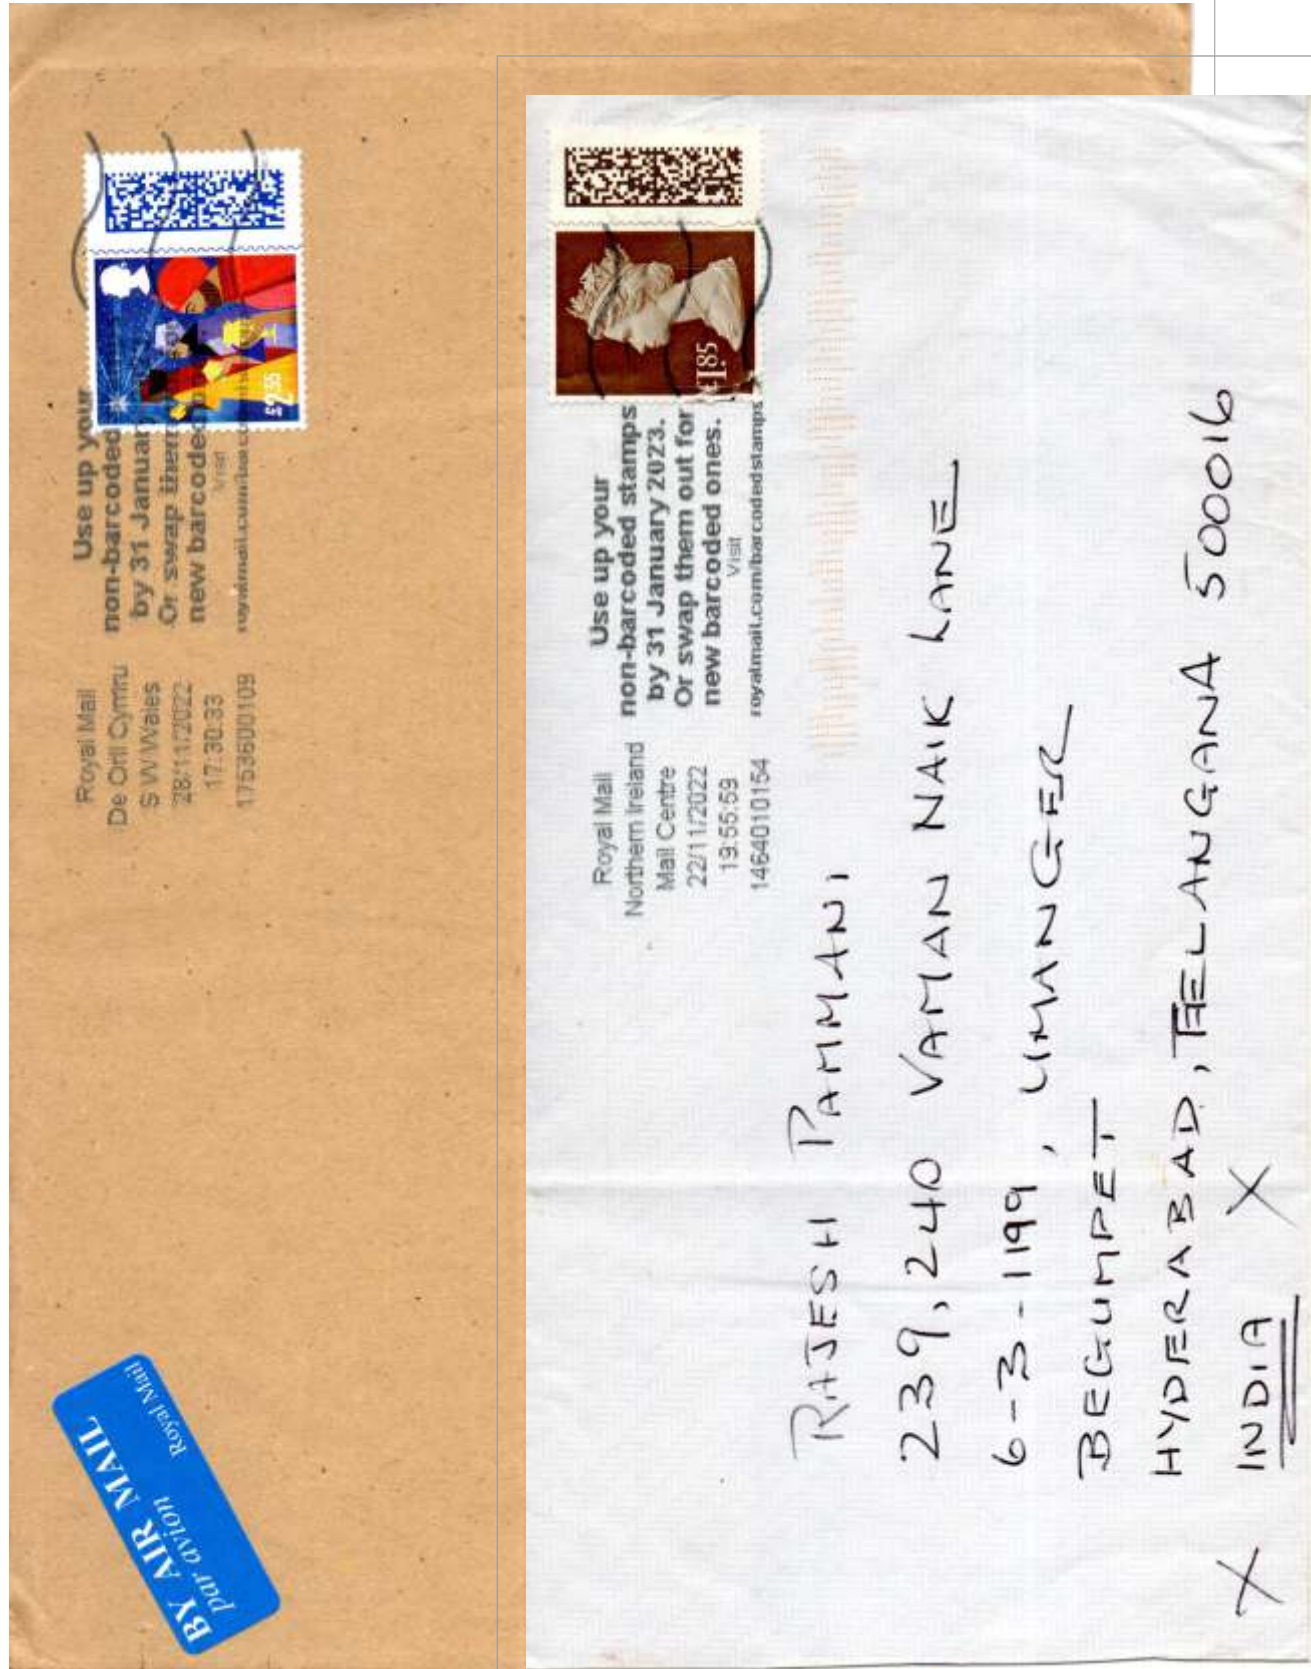 Royal Mail
De Orll Cymru
S W Wales
28/11/2022
17:30:33
1753600109
Use up your
non-barcoded
by 31 January
Or swap them
new barcoded
Visit
£2.55
BY AIR MAIL
par avion
Royal Mail
Royal Mail
Northern Ireland
Mail Centre
22/11/2022
19:55:59
1464010154
Use up your
non-barcoded stamps
by 31 January 2023.
Or swap them out for
new barcoded ones.
Visit
royalmail.com/barcodedstamps
£1.85
RAJESH PAMMANI
239, 240 VAMAN NAIK LANE
6-3-1199, UMANGER
BEGUMPET
HYDERABAD, TELANGANA 500016
X INDIA X